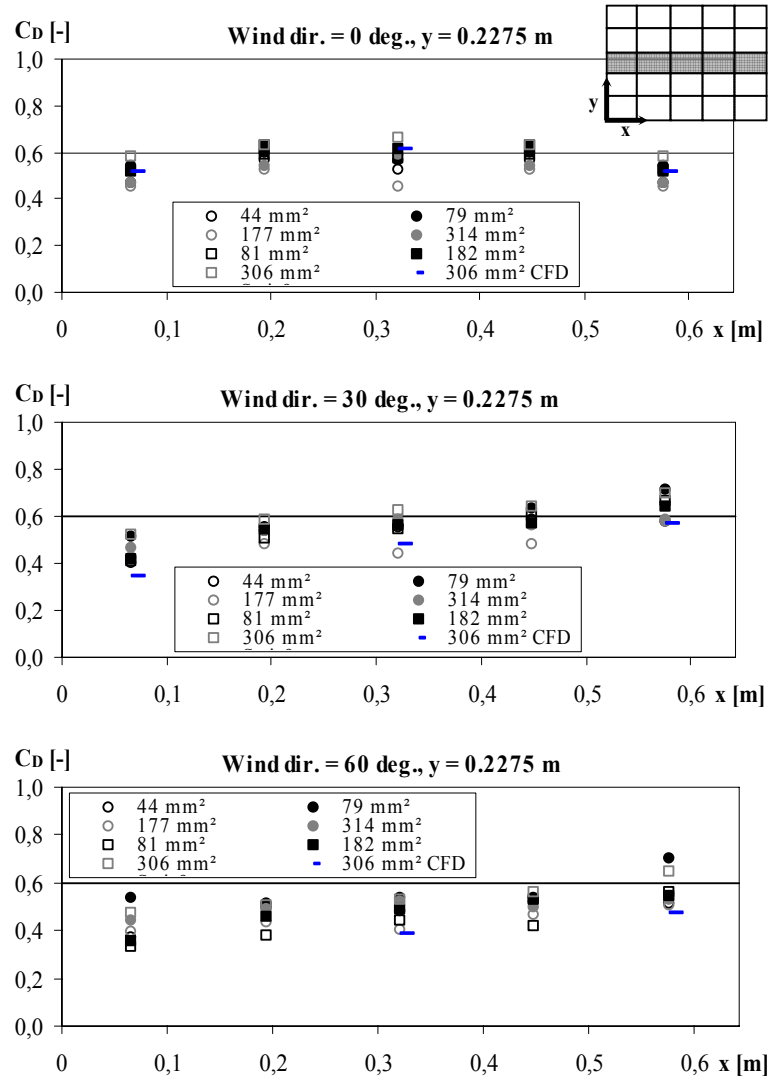 C_D [-]
Wind dir. = 0 deg., y = 0.2275 m
1,0
0,8
0,6
0,4
0,2
0,0
y
x
44 mm²
79 mm²
177 mm²
314 mm²
81 mm²
182 mm²
306 mm²
306 mm² CFD
0
0,1
0,2
0,3
0,4
0,5
0,6
x [m]
C_D [-]
Wind dir. = 30 deg., y = 0.2275 m
1,0
0,8
0,6
0,4
0,2
0,0
44 mm²
79 mm²
177 mm²
314 mm²
81 mm²
182 mm²
306 mm²
306 mm² CFD
0
0,1
0,2
0,3
0,4
0,5
0,6
x [m]
C_D [-]
Wind dir. = 60 deg., y = 0.2275 m
1,0
0,8
0,6
0,4
0,2
0,0
44 mm²
79 mm²
177 mm²
314 mm²
81 mm²
182 mm²
306 mm²
306 mm² CFD
0
0,1
0,2
0,3
0,4
0,5
0,6
x [m]